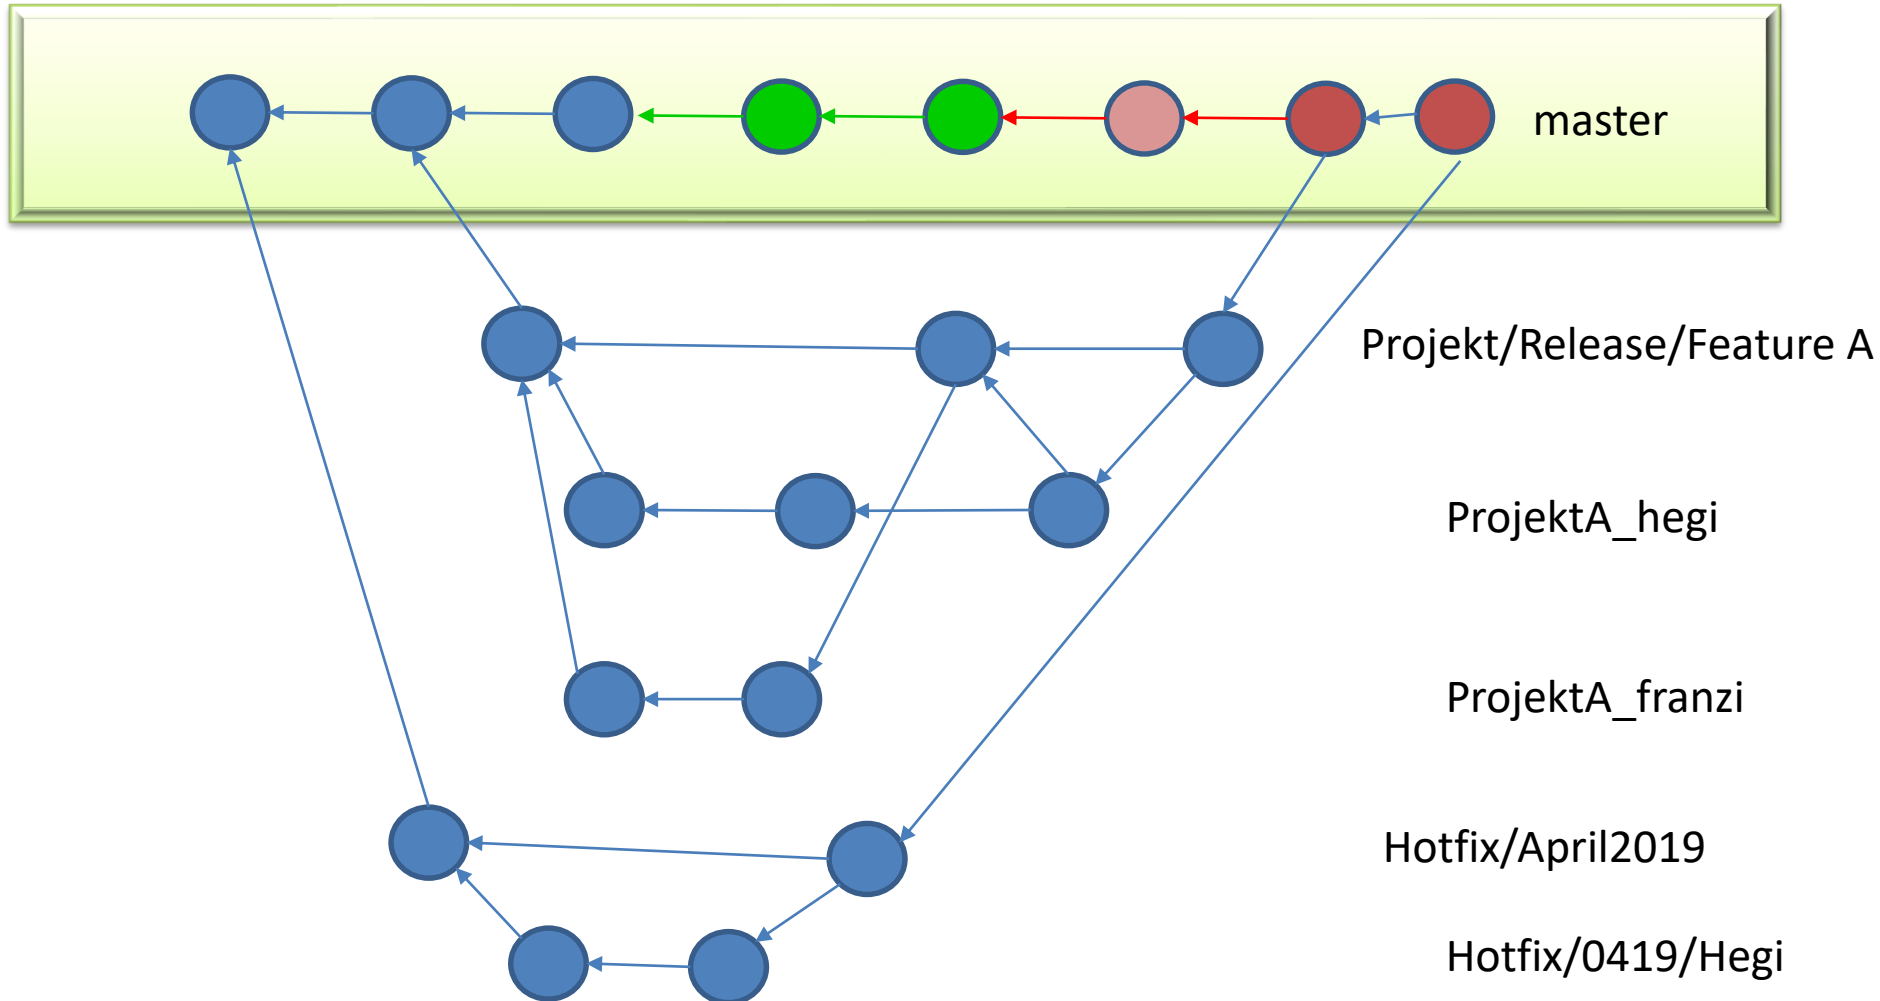 master
Projekt/Release/Feature A
ProjektA_hegi
ProjektA_franzi
Hotfix/April2019
Hotfix/0419/Hegi